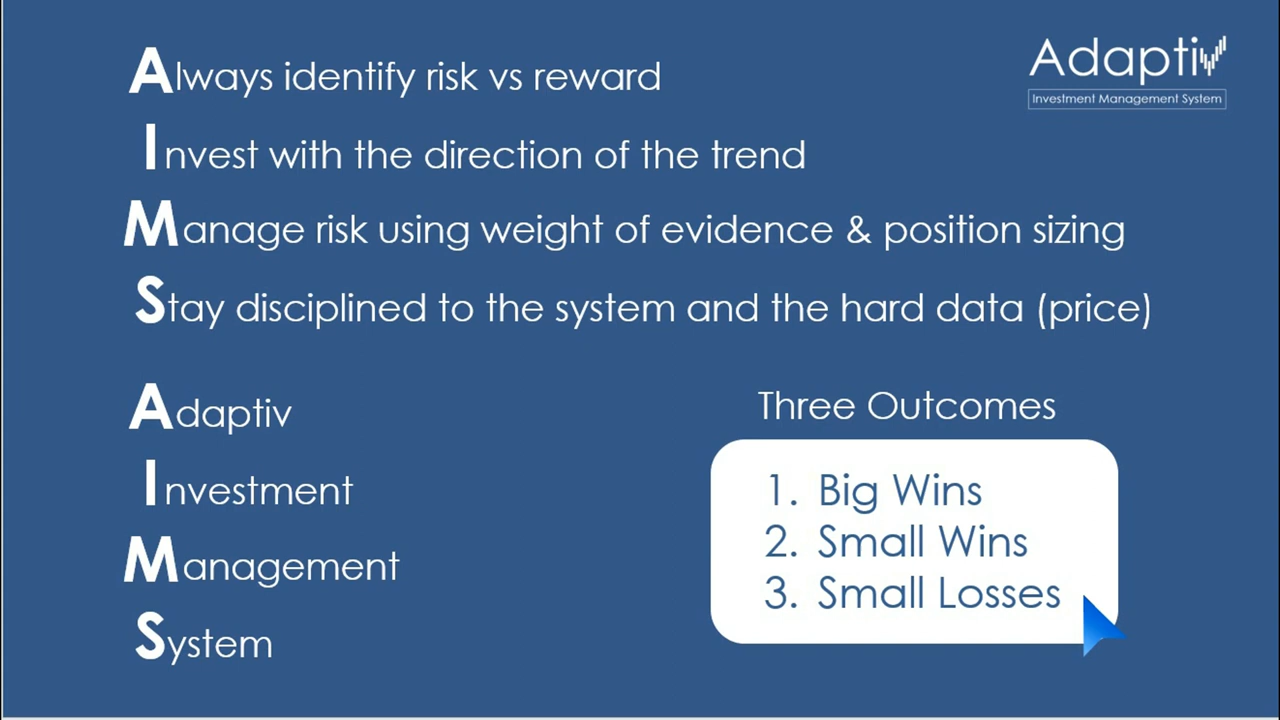 Always identify risk vs reward
Invest with the direction of the trend
Manage risk using weight of evidence & position sizing
Stay disciplined to the system and the hard data (price)
Adaptiv
Investment Management System
Adaptiv
Investment
Management
System
Three Outcomes
1. Big Wins
2. Small Wins
3. Small Losses